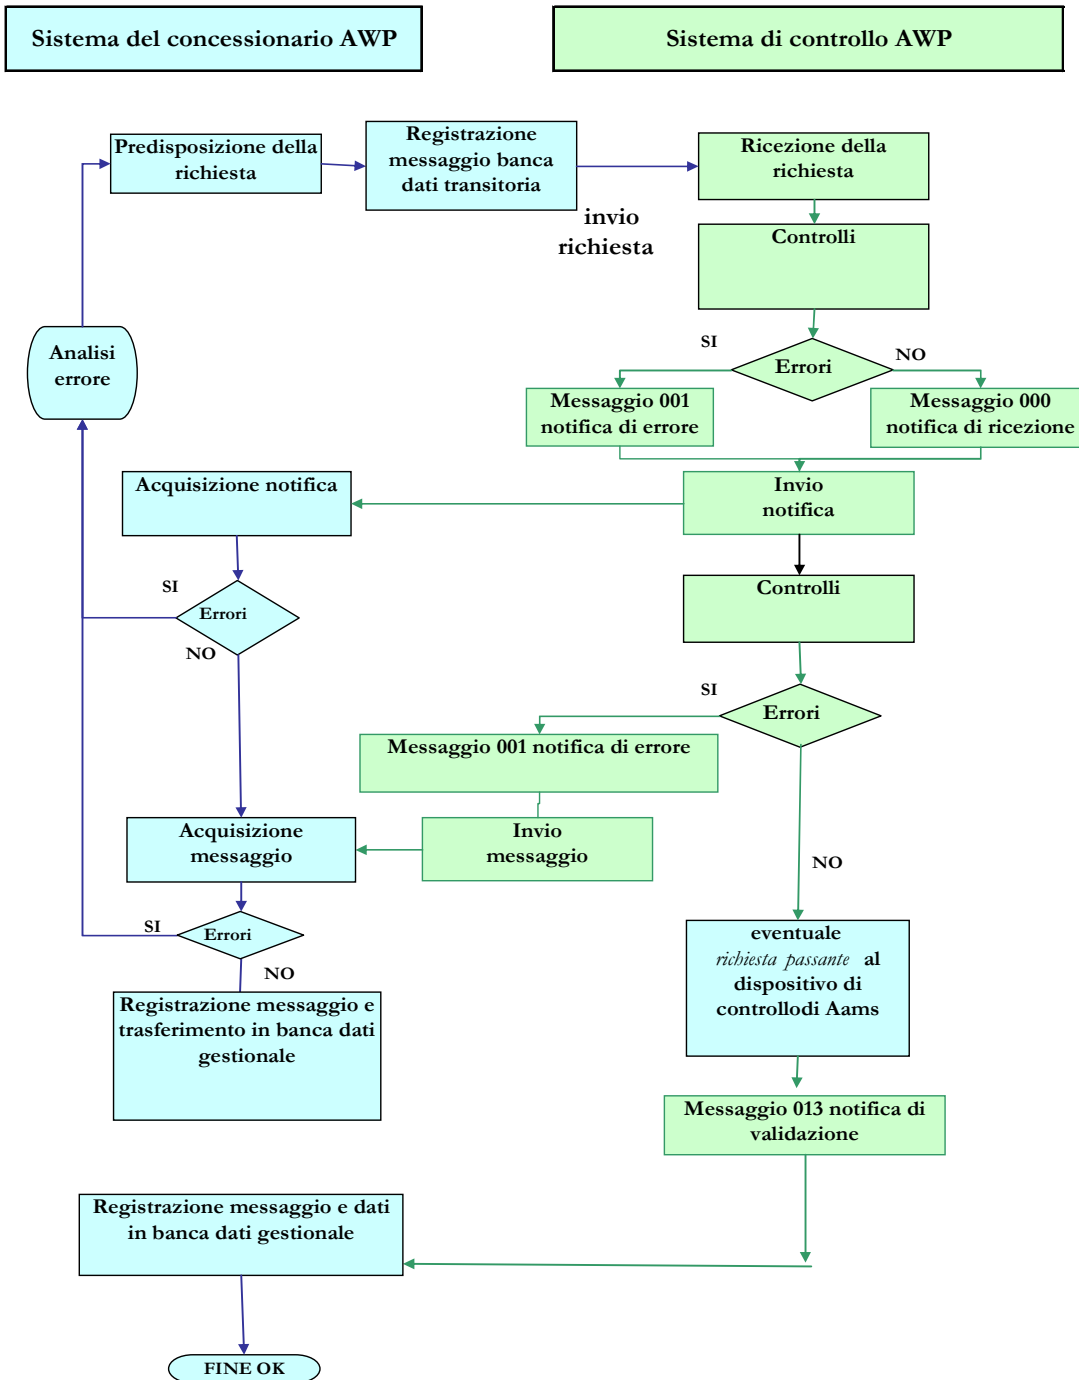 Sistema del concessionario AWP
Sistema di controllo AWP
Predisposizione della
richiesta
Registrazione
messaggio banca
dati transitoria
Ricezione della
richiesta
invio
richiesta
Controlli
SI
Errori
NO
Analisi
errore
Messaggio 001
notifica di errore
Messaggio 000
notifica di ricezione
Acquisizione notifica
Invio
notifica
Controlli
SI
Errori
NO
SI
Errori
Messaggio 001 notifica di errore
Acquisizione
messaggio
Invio
messaggio
NO
SI
Errori
NO
eventuale
richiesta passante al
dispositivo di
controllodi Aams
Registrazione messaggio e
trasferimento in banca dati
gestionale
Messaggio 013 notifica di
validazione
Registrazione messaggio e dati
in banca dati gestionale
FINE OK